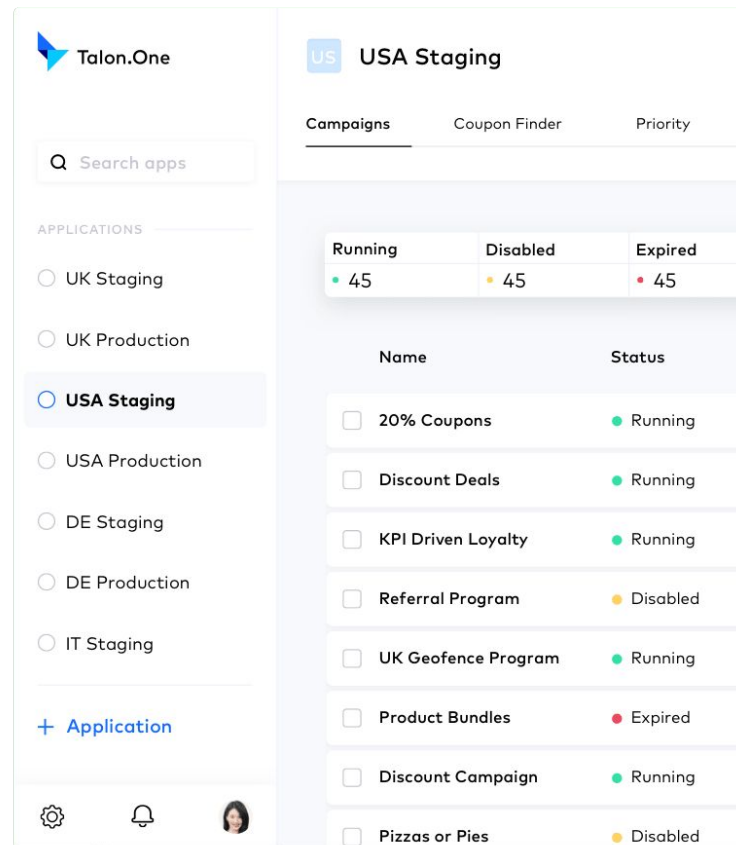 Talon.One
Search apps
APPLICATIONS
UK Staging
UK Production
USA Staging
USA Production
DE Staging
DE Production
IT Staging
+ Application
US USA Staging
Campaigns Coupon Finder Priority
Running Disabled Expired
45 45 45
Name Status
20% Coupons Running
Discount Deals Running
KPI Driven Loyalty Running
Referral Program Disabled
UK Geofence Program Running
Product Bundles Expired
Discount Campaign Running
Pizzas or Pies Disabled